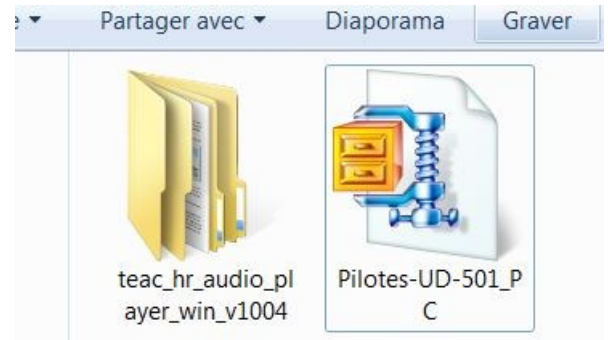 Partager avec Diaporama Graver
teac_hr_audio_pl
ayer_win_v1004
Pilotes-UD-501_P
C